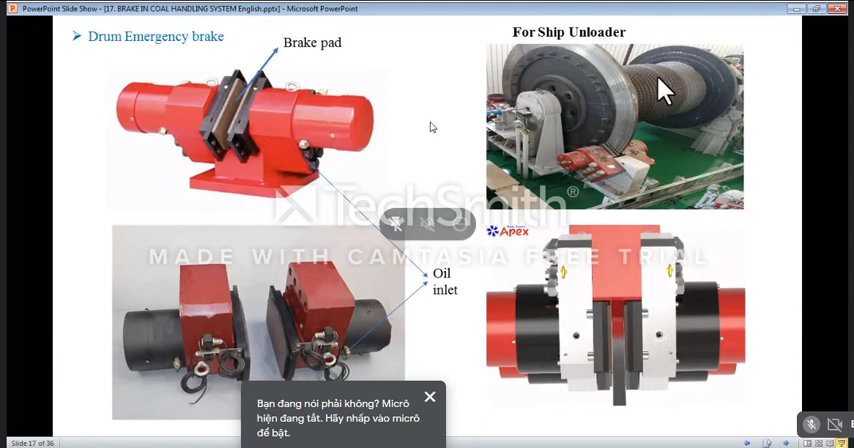 PowerPoint Slide Show - [17. BRAKE IN COAL HANDLING SYSTEM English.pptx] - Microsoft PowerPoint
➢ Drum Emergency brake
Brake pad
For Ship Unloader
TechSmith®
MADE WITH CAMTASIA FREE TRIAL
Apex
Oil
inlet
Bạn đang nói phải không? Micrô
hiện đang tắt. Hãy nhấp vào micrô
để bật.
Slide 17 of 36